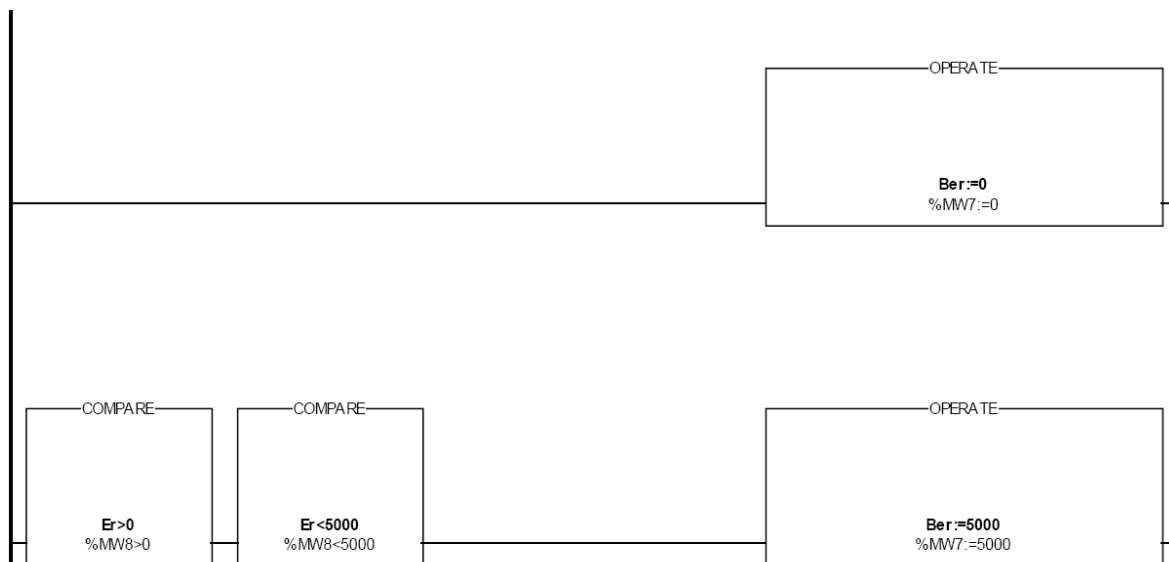 OPERATE
Ber:=0
%MW7:=0
COMPARE
COMPARE
OPERATE
Er>0
Er<5000
Ber:=5000
%MW8>0
%MW8<5000
%MW7:=5000